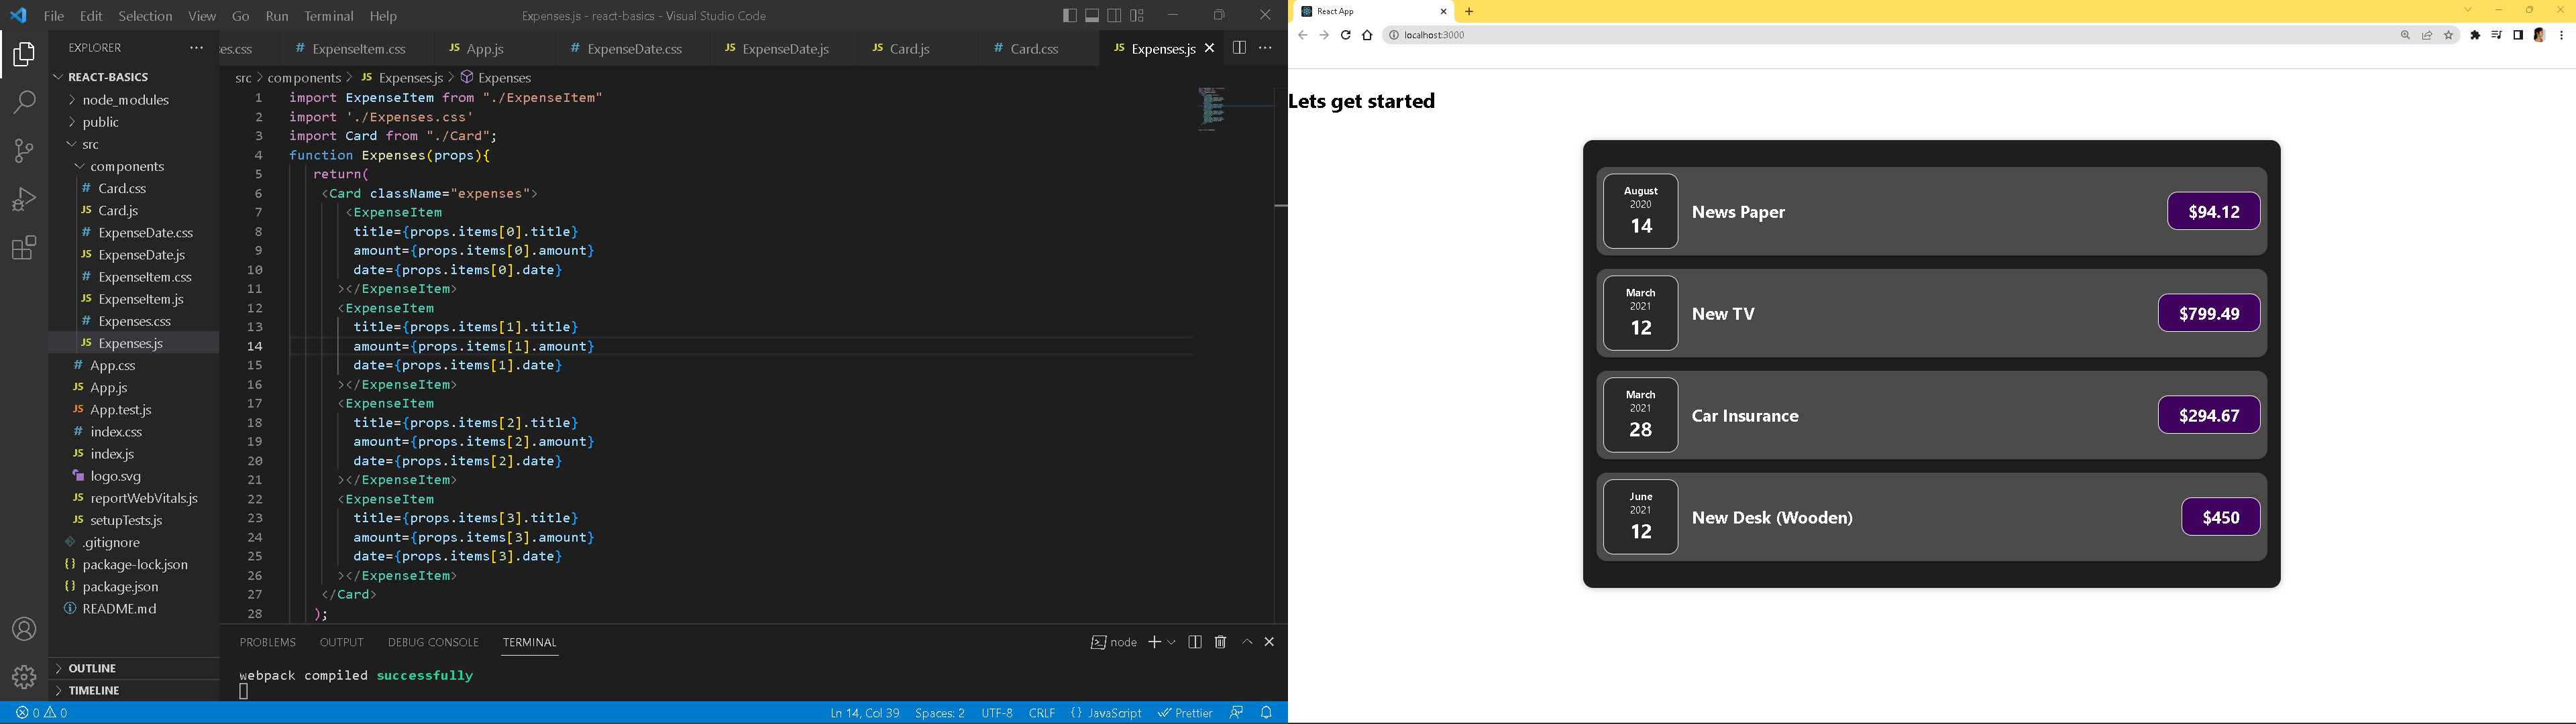 File Edit Selection View Go Run Terminal Help
Expenses.js - react-basics - Visual Studio Code
EXPLORER
REACT-BASICS
node_modules
public
src
components
Card.css
Card.js
ExpenseDate.css
ExpenseDate.js
ExpenseItem.css
ExpenseItem.js
Expenses.css
Expenses.js
App.css
App.js
App.test.js
index.css
index.js
logo.svg
reportWebVitals.js
setupTests.js
.gitignore
package-lock.json
package.json
README.md
OUTLINE
TIMELINE
es.css ExpenseItem.css App.js ExpenseDate.css ExpenseDate.js Card.js Card.css Expenses.js
src > components > JS Expenses.js > Expenses
1 import ExpenseItem from "./ExpenseItem"
2 import './Expenses.css'
3 import Card from "./Card";
4 function Expenses(props){
5 return(
6 <Card className="expenses">
7 <ExpenseItem
8 title={props.items[0].title}
9 amount={props.items[0].amount}
10 date={props.items[0].date}
11 ></ExpenseItem>
12 <ExpenseItem
13 title={props.items[1].title}
14 amount={props.items[1].amount}
15 date={props.items[1].date}
16 ></ExpenseItem>
17 <ExpenseItem
18 title={props.items[2].title}
19 amount={props.items[2].amount}
20 date={props.items[2].date}
21 ></ExpenseItem>
22 <ExpenseItem
23 title={props.items[3].title}
24 amount={props.items[3].amount}
25 date={props.items[3].date}
26 ></ExpenseItem>
27 </Card>
28 );
PROBLEMS OUTPUT DEBUG CONSOLE TERMINAL
node
webpack compiled successfully
0 0
Ln 14, Col 39 Spaces: 2 UTF-8 CRLF {} JavaScript Prettier
React App
localhost:3000
Lets get started
August
2020
14
News Paper
$94.12
March
2021
12
New TV
$799.49
March
2021
28
Car Insurance
$294.67
June
2021
12
New Desk (Wooden)
$450